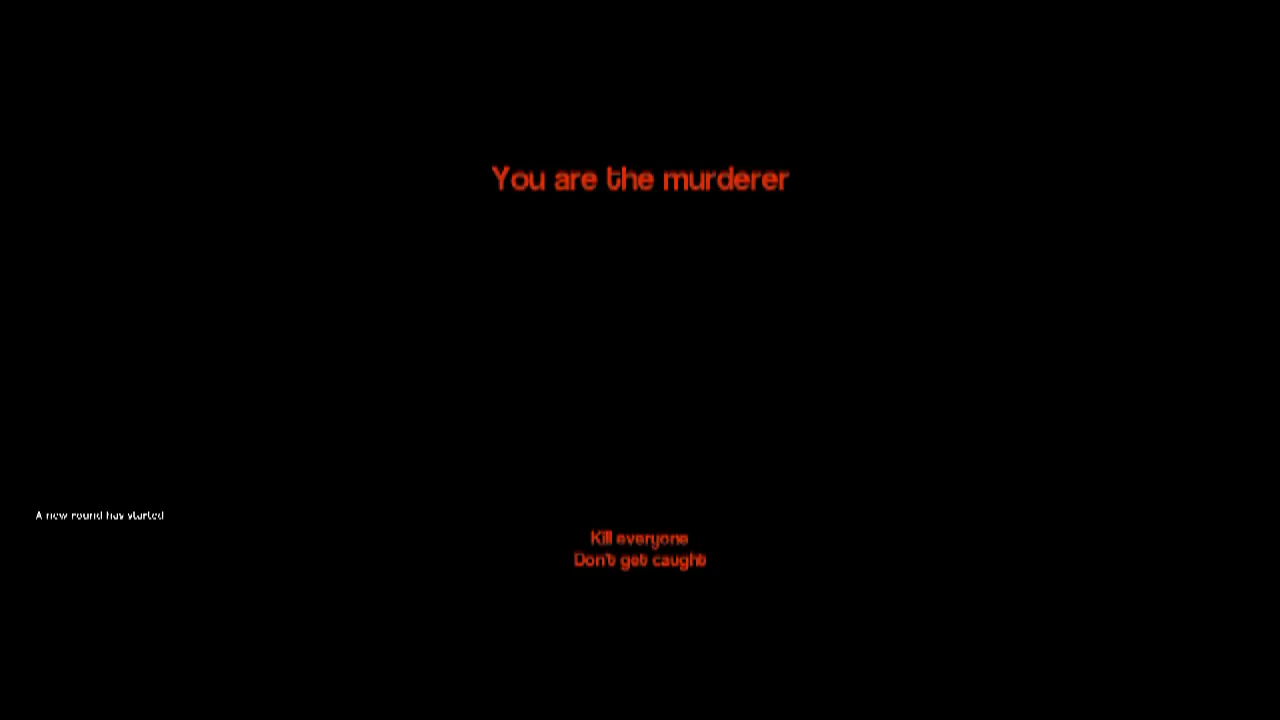 You are the murderer
A new round has started
Kill everyone
Don't get caught